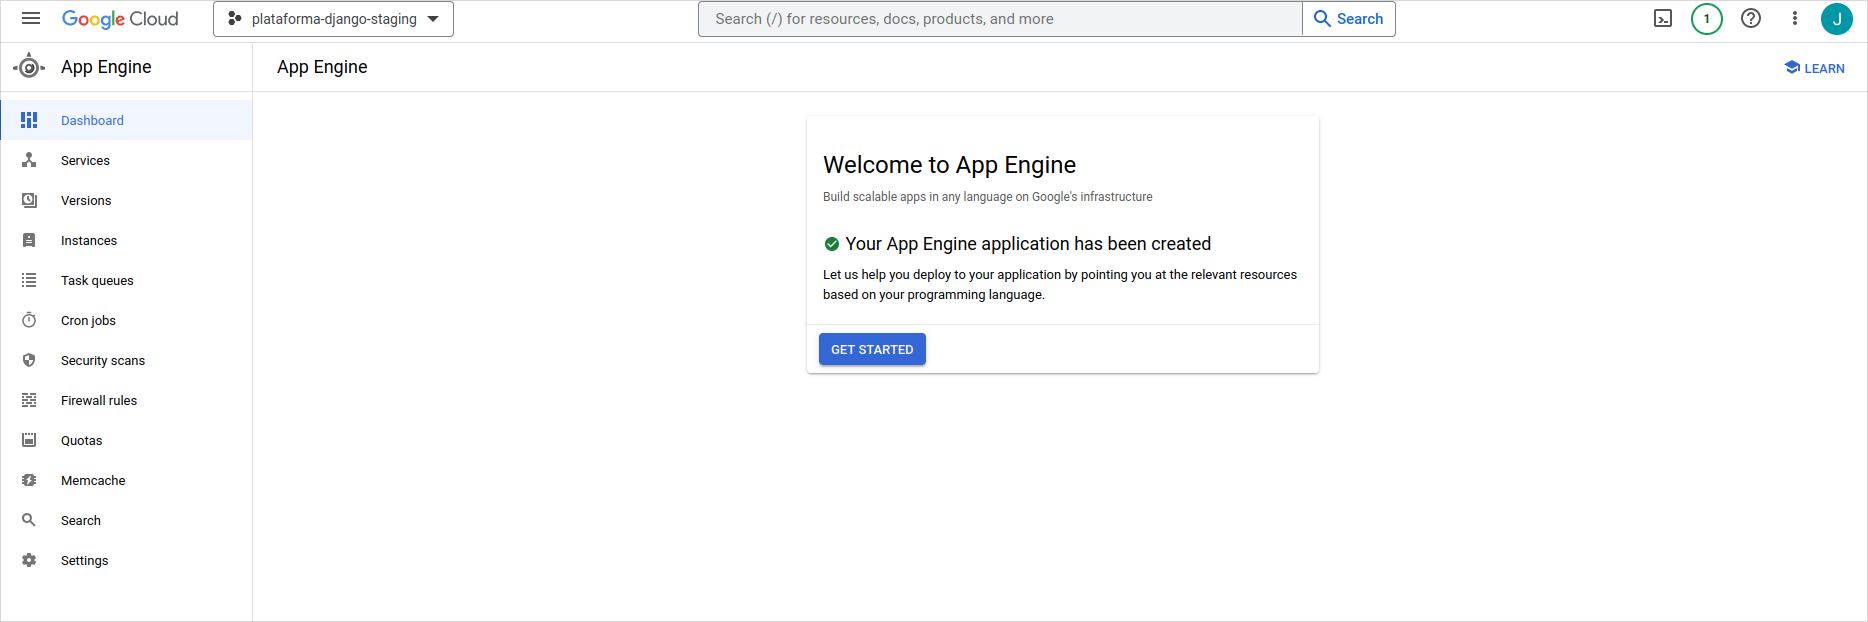 Google Cloud
plataforma-django-staging
Search (/) for resources, docs, products, and more
Search
1
J
App Engine
App Engine
LEARN
Dashboard
Services
Versions
Instances
Task queues
Cron jobs
Security scans
Firewall rules
Quotas
Memcache
Search
Settings
Welcome to App Engine
Build scalable apps in any language on Google's infrastructure
Your App Engine application has been created
Let us help you deploy to your application by pointing you at the relevant resources
based on your programming language.
GET STARTED